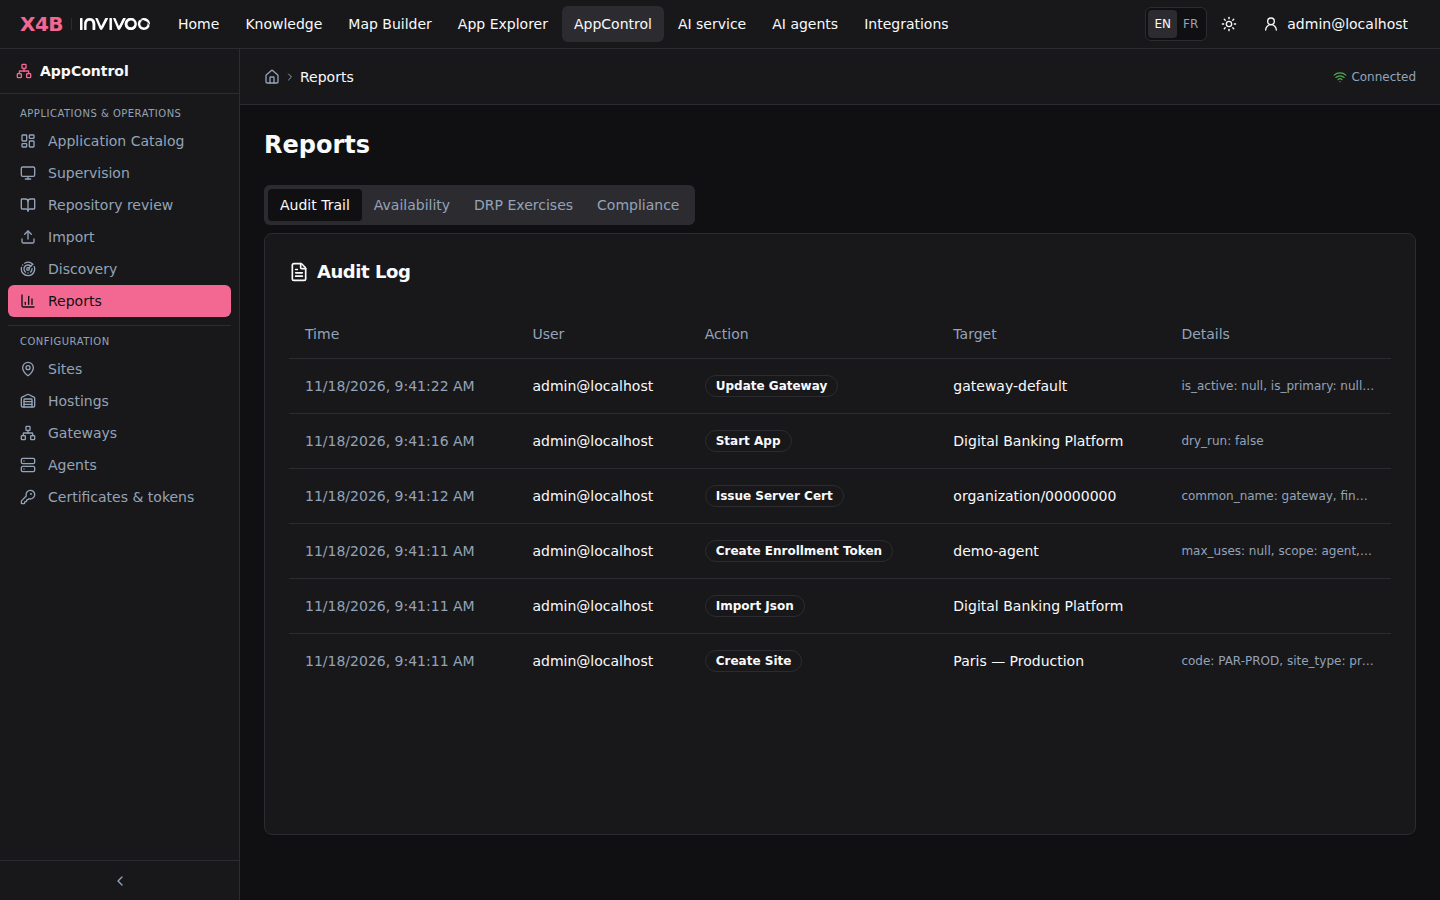 X4B INVIVOO Home Knowledge Map Builder App Explorer AppControl AI service AI agents Integrations EN FR admin@localhost
AppControl
APPLICATIONS & OPERATIONS
Application Catalog
Supervision
Repository review
Import
Discovery
Reports
CONFIGURATION
Sites
Hostings
Gateways
Agents
Certificates & tokens
Reports
Connected
Reports
Audit Trail Availability DRP Exercises Compliance
Audit Log
Time User Action Target Details
11/18/2026, 9:41:22 AM admin@localhost Update Gateway gateway-default is_active: null, is_primary: null...
11/18/2026, 9:41:16 AM admin@localhost Start App Digital Banking Platform dry_run: false
11/18/2026, 9:41:12 AM admin@localhost Issue Server Cert organization/00000000 common_name: gateway, fin...
11/18/2026, 9:41:11 AM admin@localhost Create Enrollment Token demo-agent max_uses: null, scope: agent,...
11/18/2026, 9:41:11 AM admin@localhost Import Json Digital Banking Platform
11/18/2026, 9:41:11 AM admin@localhost Create Site Paris — Production code: PAR-PROD, site_type: pr...